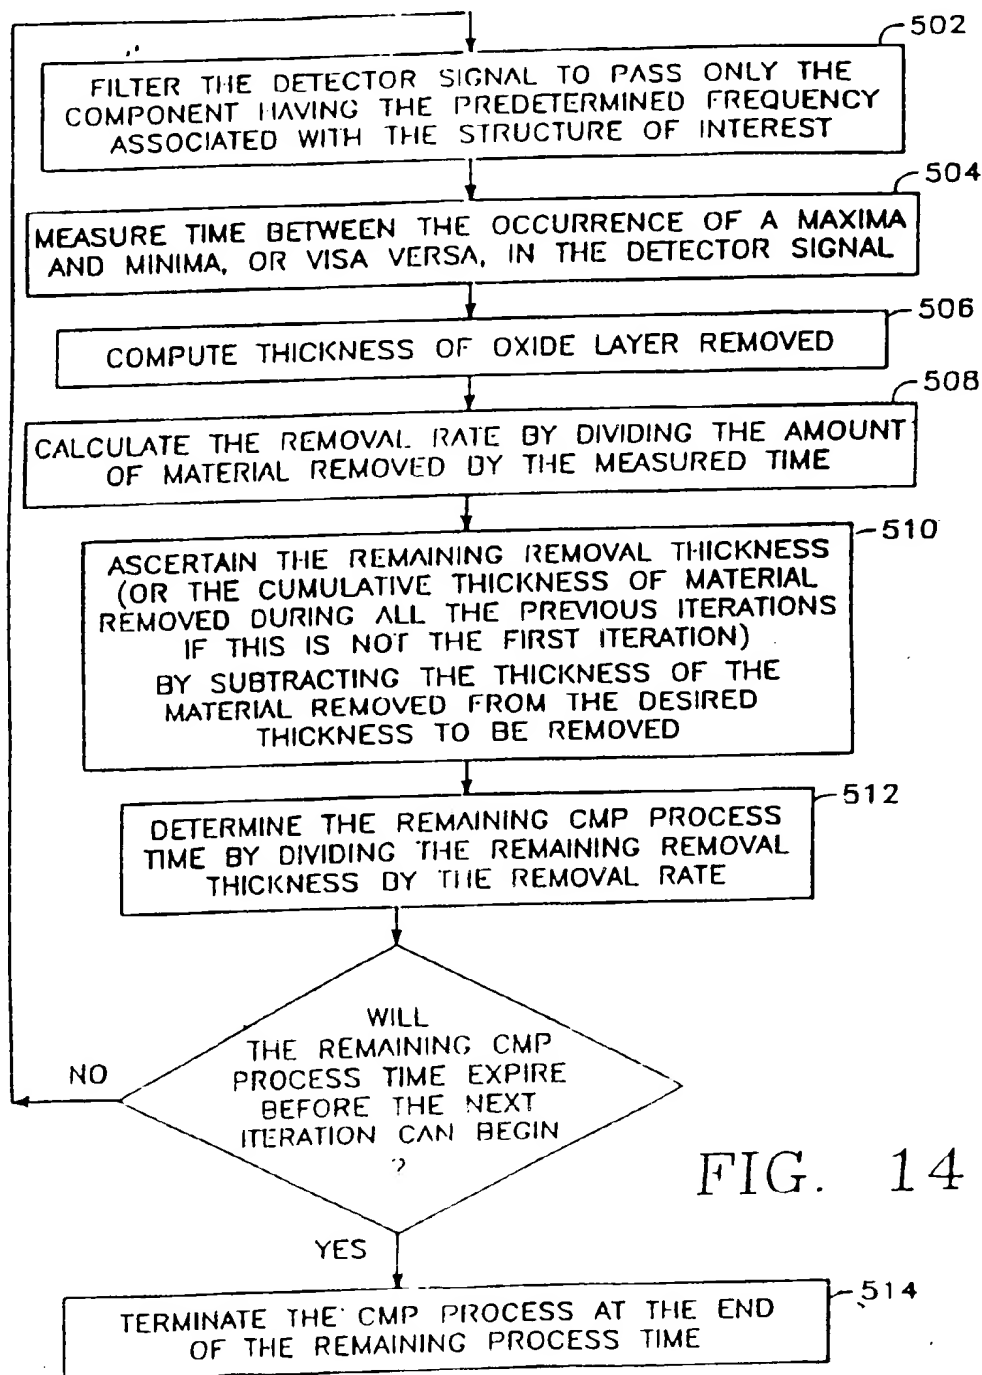 502
FILTER THE DETECTOR SIGNAL TO PASS ONLY THE
COMPONENT HAVING THE PREDETERMINED FREQUENCY
ASSOCIATED WITH THE STRUCTURE OF INTEREST
504
MEASURE TIME BETWEEN THE OCCURRENCE OF A MAXIMA
AND MINIMA, OR VISA VERSA, IN THE DETECTOR SIGNAL
506
COMPUTE THICKNESS OF OXIDE LAYER REMOVED
508
CALCULATE THE REMOVAL RATE BY DIVIDING THE AMOUNT
OF MATERIAL REMOVED BY THE MEASURED TIME
510
ASCERTAIN THE REMAINING REMOVAL THICKNESS
(OR THE CUMULATIVE THICKNESS OF MATERIAL
REMOVED DURING ALL THE PREVIOUS ITERATIONS
IF THIS IS NOT THE FIRST ITERATION)
BY SUBTRACTING THE THICKNESS OF THE
MATERIAL REMOVED FROM THE DESIRED
THICKNESS TO BE REMOVED
512
DETERMINE THE REMAINING CMP PROCESS
TIME BY DIVIDING THE REMAINING REMOVAL
THICKNESS BY THE REMOVAL RATE
WILL
THE REMAINING CMP
PROCESS TIME EXPIRE
BEFORE THE NEXT
ITERATION CAN BEGIN
?
NO
FIG. 14
YES
514
TERMINATE THE CMP PROCESS AT THE END
OF THE REMAINING PROCESS TIME